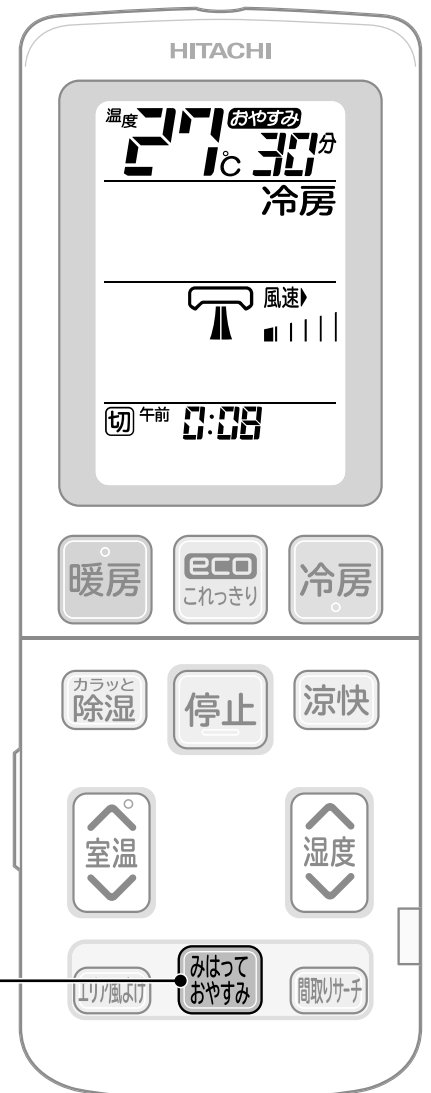 HITACHI
温度 27℃ おやすみ 30分
冷房
風速
切 午前 0:08
暖房
eco
これっきり
冷房
カラッと
除湿
停止
涼快
室温
湿度
エリア風よけ
みはって
おやすみ
間取りサーチ